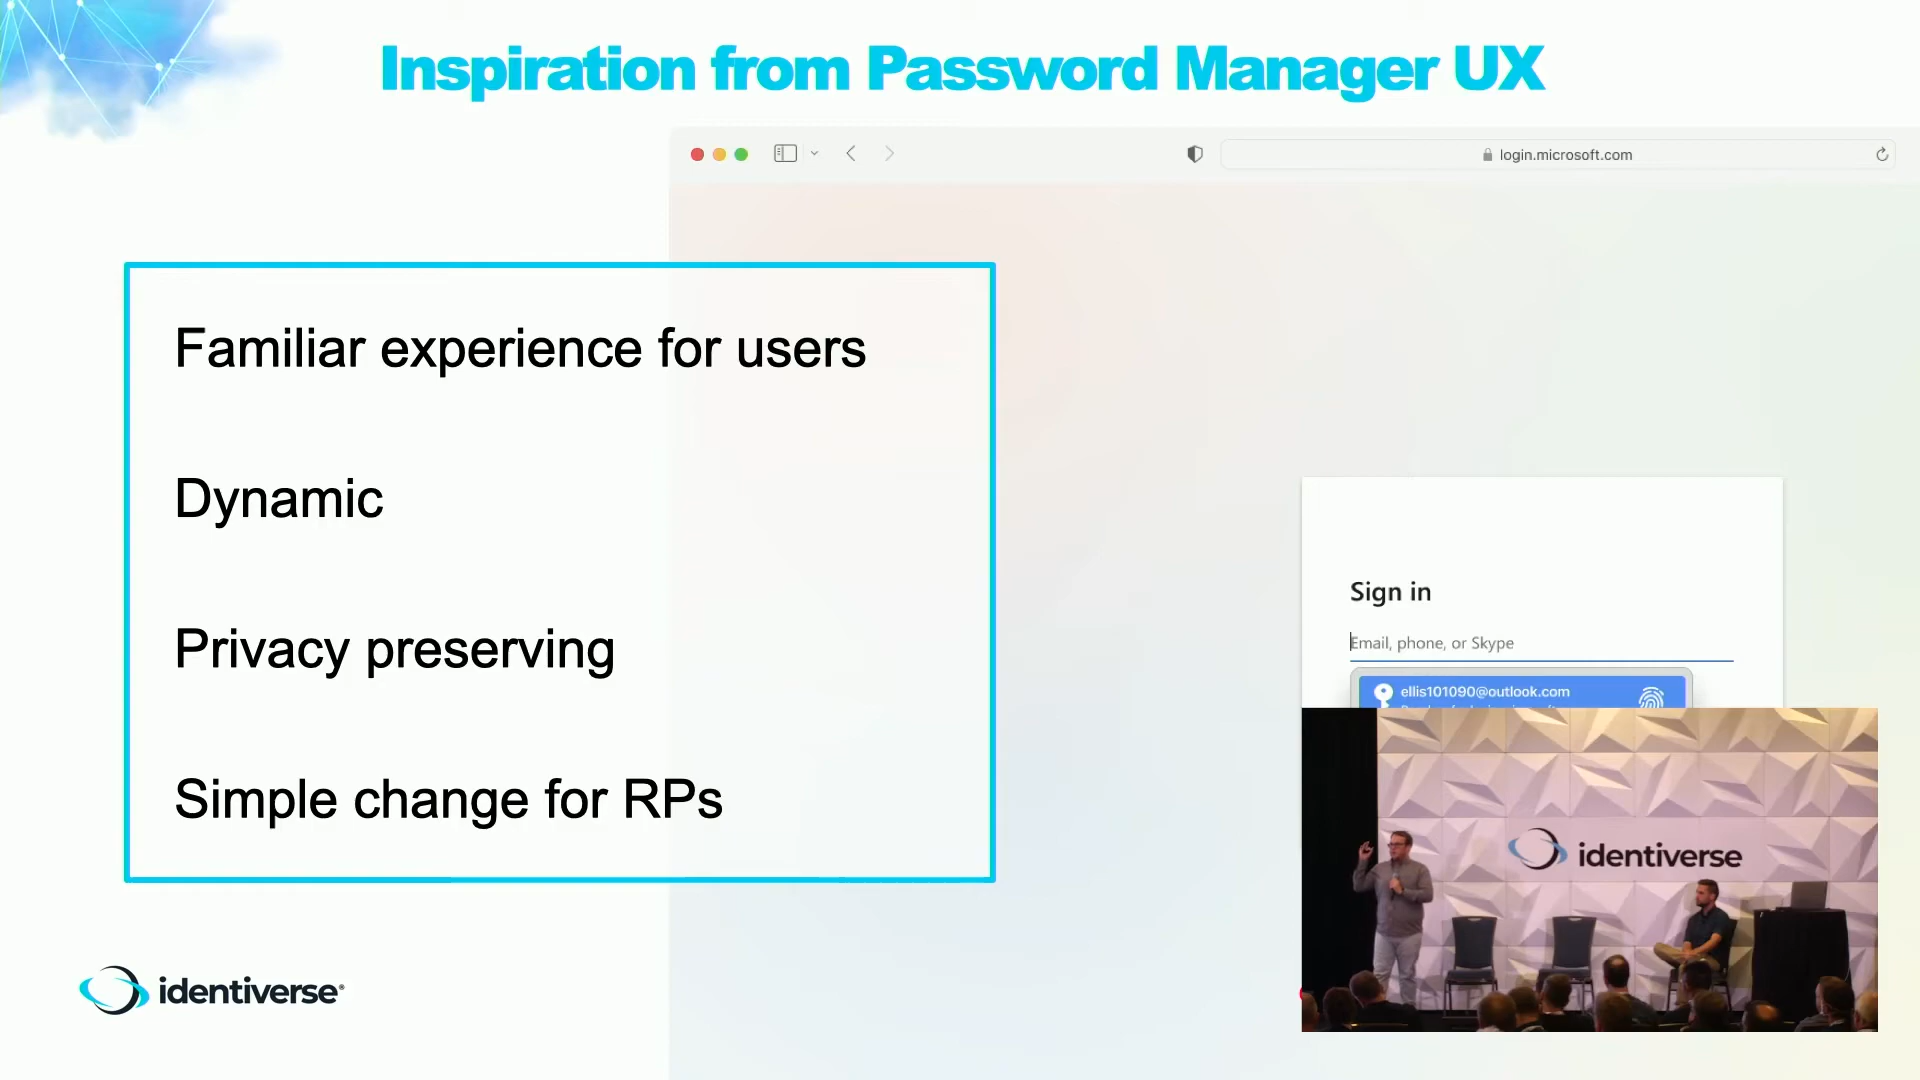 Inspiration from Password Manager UX
login.microsoft.com
Familiar experience for users
Dynamic
Privacy preserving
Simple change for RPs
Sign in
Email, phone, or Skype
ellis101090@outlook.com
identiverse
identiverse®